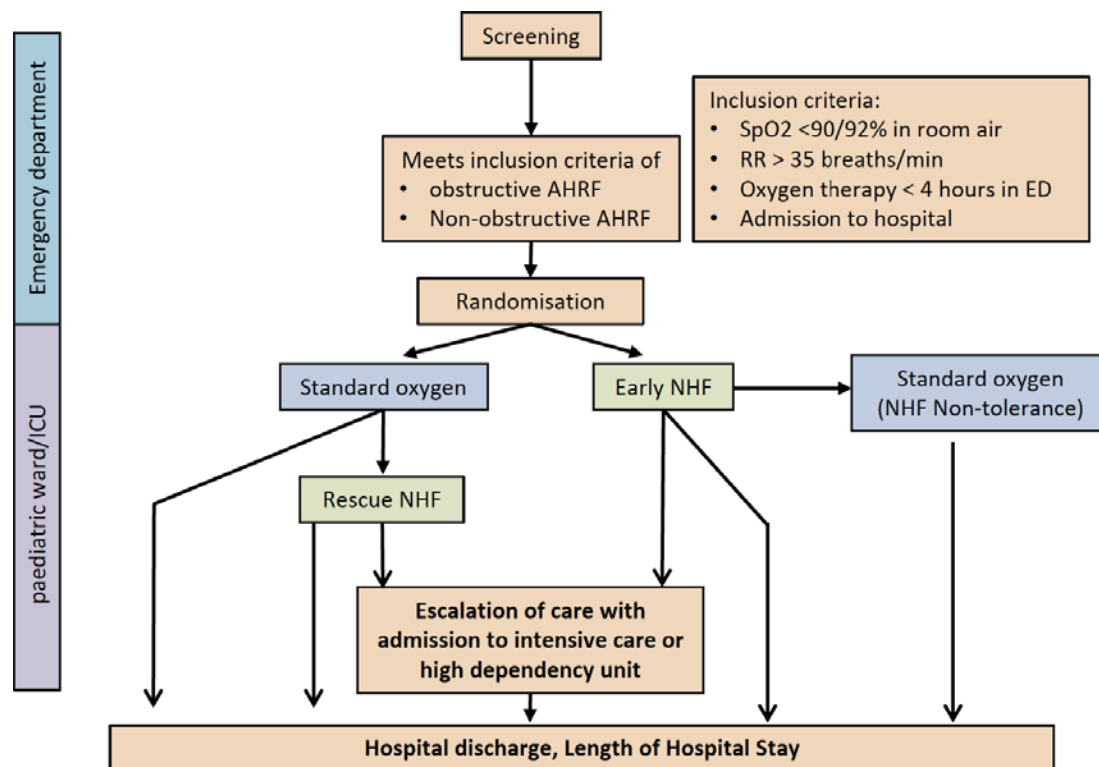 Emergency department
paediatric ward/ICU
Screening
Meets inclusion criteria of
• obstructive AHRF
• Non-obstructive AHRF
Inclusion criteria:
• SpO2 <90/92% in room air
• RR > 35 breaths/min
• Oxygen therapy < 4 hours in ED
• Admission to hospital
Randomisation
Standard oxygen
Early NHF
Standard oxygen
(NHF Non-tolerance)
Rescue NHF
Escalation of care with
admission to intensive care or
high dependency unit
Hospital discharge, Length of Hospital Stay